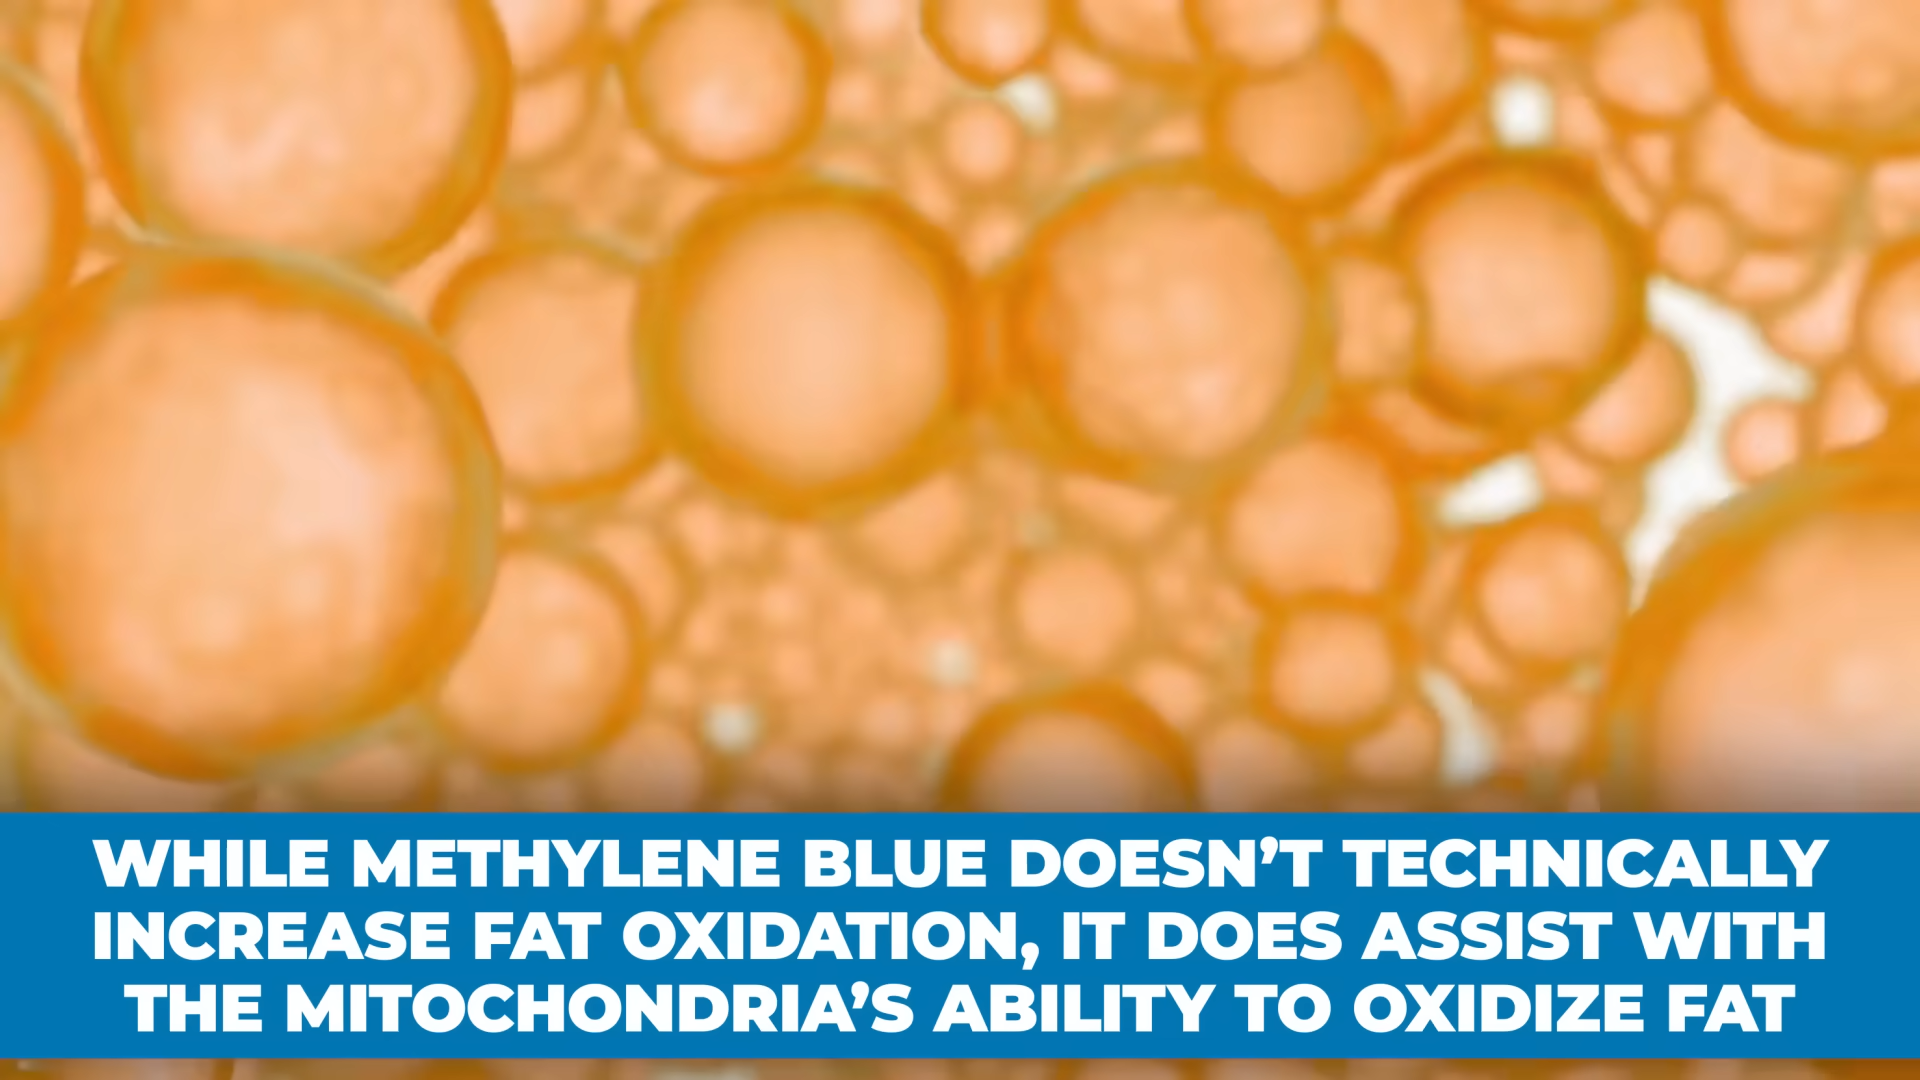 WHILE METHYLENE BLUE DOESN’T TECHNICALLY
INCREASE FAT OXIDATION, IT DOES ASSIST WITH
THE MITOCHONDRIA’S ABILITY TO OXIDIZE FAT